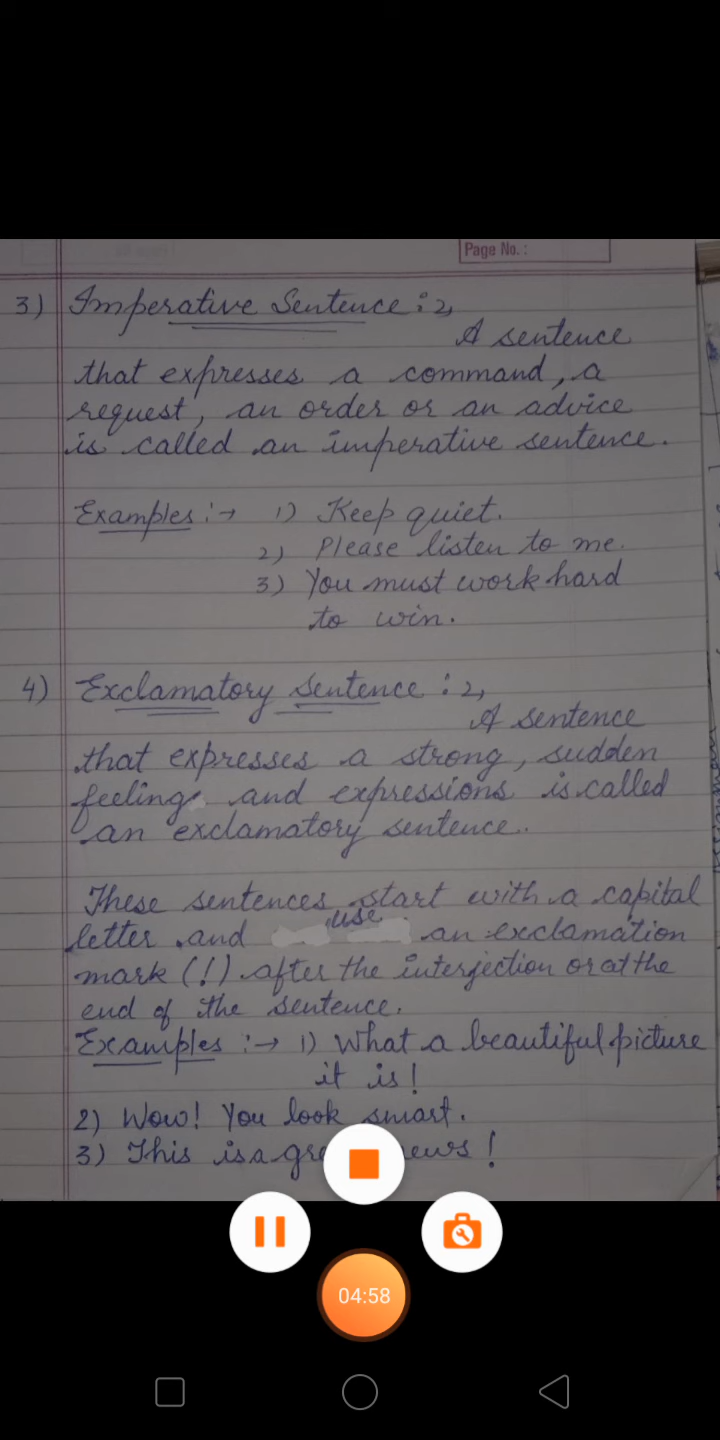 Page No. :
3) Imperative Sentence :→
A sentence
that expresses a command, a
request, an order or an advice
is called an imperative sentence.
Examples :→ 1) Keep quiet.
2) Please listen to me.
3) You must work hard
to win.
4) Exclamatory Sentence :→
A sentence
that expresses a strong, sudden
feeling and expressions is called
an exclamatory sentence.
These sentences start with a capital
letter and use an exclamation
mark (!) after the interjection or at the
end of the sentence.
Examples :→ 1) What a beautiful picture
it is!
2) Wow! You look smart.
3) This is a news!
04:58